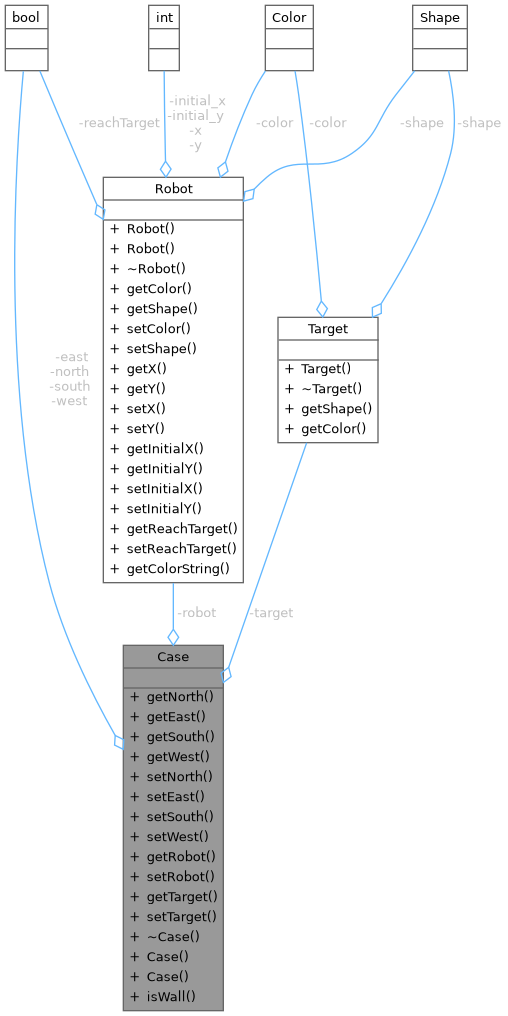 bool
int
Color
Shape
-reachTarget
-initial_x
-initial_y
-x
-y
-color
-color
-shape
-shape
Robot
+ Robot()
+ Robot()
+ ~Robot()
+ getColor()
+ getShape()
+ setColor()
+ setShape()
+ getX()
+ getY()
+ setX()
+ setY()
+ getInitialX()
+ getInitialY()
+ setInitialX()
+ setInitialY()
+ getReachTarget()
+ setReachTarget()
+ getColorString()
Target
+ Target()
+ ~Target()
+ getShape()
+ getColor()
-east
-north
-south
-west
-robot
-target
Case
+ getNorth()
+ getEast()
+ getSouth()
+ getWest()
+ setNorth()
+ setEast()
+ setSouth()
+ setWest()
+ getRobot()
+ setRobot()
+ getTarget()
+ setTarget()
+ ~Case()
+ Case()
+ Case()
+ isWall()